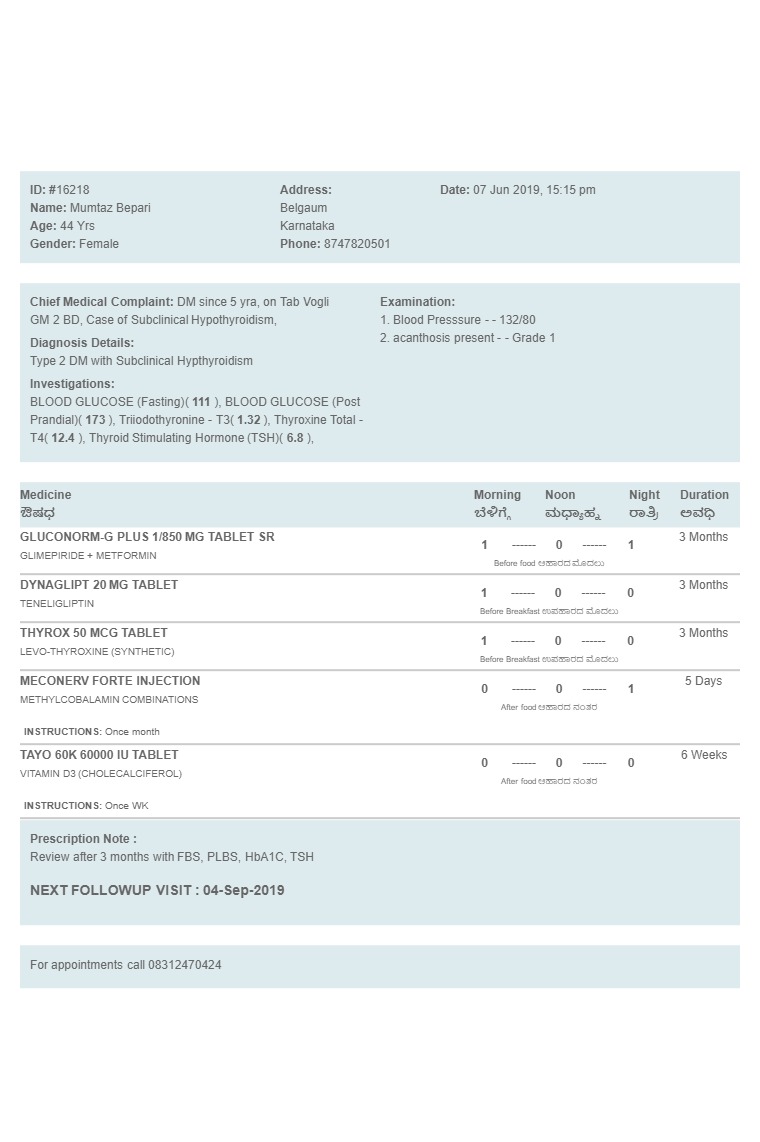 ID: #16218
Name: Mumtaz Bepari
Age: 44 Yrs
Gender: Female
Address:
Belgaum
Karnataka
Phone: 8747820501
Date: 07 Jun 2019, 15:15 pm
Chief Medical Complaint: DM since 5 yra, on Tab Vogli
GM 2 BD, Case of Subclinical Hypothyroidism,
Diagnosis Details:
Type 2 DM with Subclinical Hypthyroidism
Investigations:
BLOOD GLUCOSE (Fasting)( 111 ), BLOOD GLUCOSE (Post
Prandial)( 173 ), Triiodothyronine - T3( 1.32 ), Thyroxine Total -
T4( 12.4 ), Thyroid Stimulating Hormone (TSH)( 6.8 ),
Examination:
1. Blood Presssure - - 132/80
2. acanthosis present - - Grade 1
Medicine Morning Noon Night Duration
ಔಷಧ ಬೆಳಿಗ್ಗೆ ಮಧ್ಯಾಹ್ನ ರಾತ್ರಿ ಅವಧಿ
GLUCONORM-G PLUS 1/850 MG TABLET SR 1 ------ 0 ------ 1 3 Months
GLIMEPIRIDE + METFORMIN
Before food ಆಹಾರದ ಮೊದಲು
DYNAGLIPT 20 MG TABLET 1 ------ 0 ------ 0 3 Months
TENELIGLIPTIN
Before Breakfast ಉಪಹಾರದ ಮೊದಲು
THYROX 50 MCG TABLET 1 ------ 0 ------ 0 3 Months
LEVO-THYROXINE (SYNTHETIC)
Before Breakfast ಉಪಹಾರದ ಮೊದಲು
MECONERV FORTE INJECTION 0 ------ 0 ------ 1 5 Days
METHYLCOBALAMIN COMBINATIONS
After food ಆಹಾರದ ನಂತರ
INSTRUCTIONS: Once month
TAYO 60K 60000 IU TABLET 0 ------ 0 ------ 0 6 Weeks
VITAMIN D3 (CHOLECALCIFEROL)
After food ಆಹಾರದ ನಂತರ
INSTRUCTIONS: Once WK
Prescription Note :
Review after 3 months with FBS, PLBS, HbA1C, TSH
NEXT FOLLOWUP VISIT : 04-Sep-2019
For appointments call 08312470424